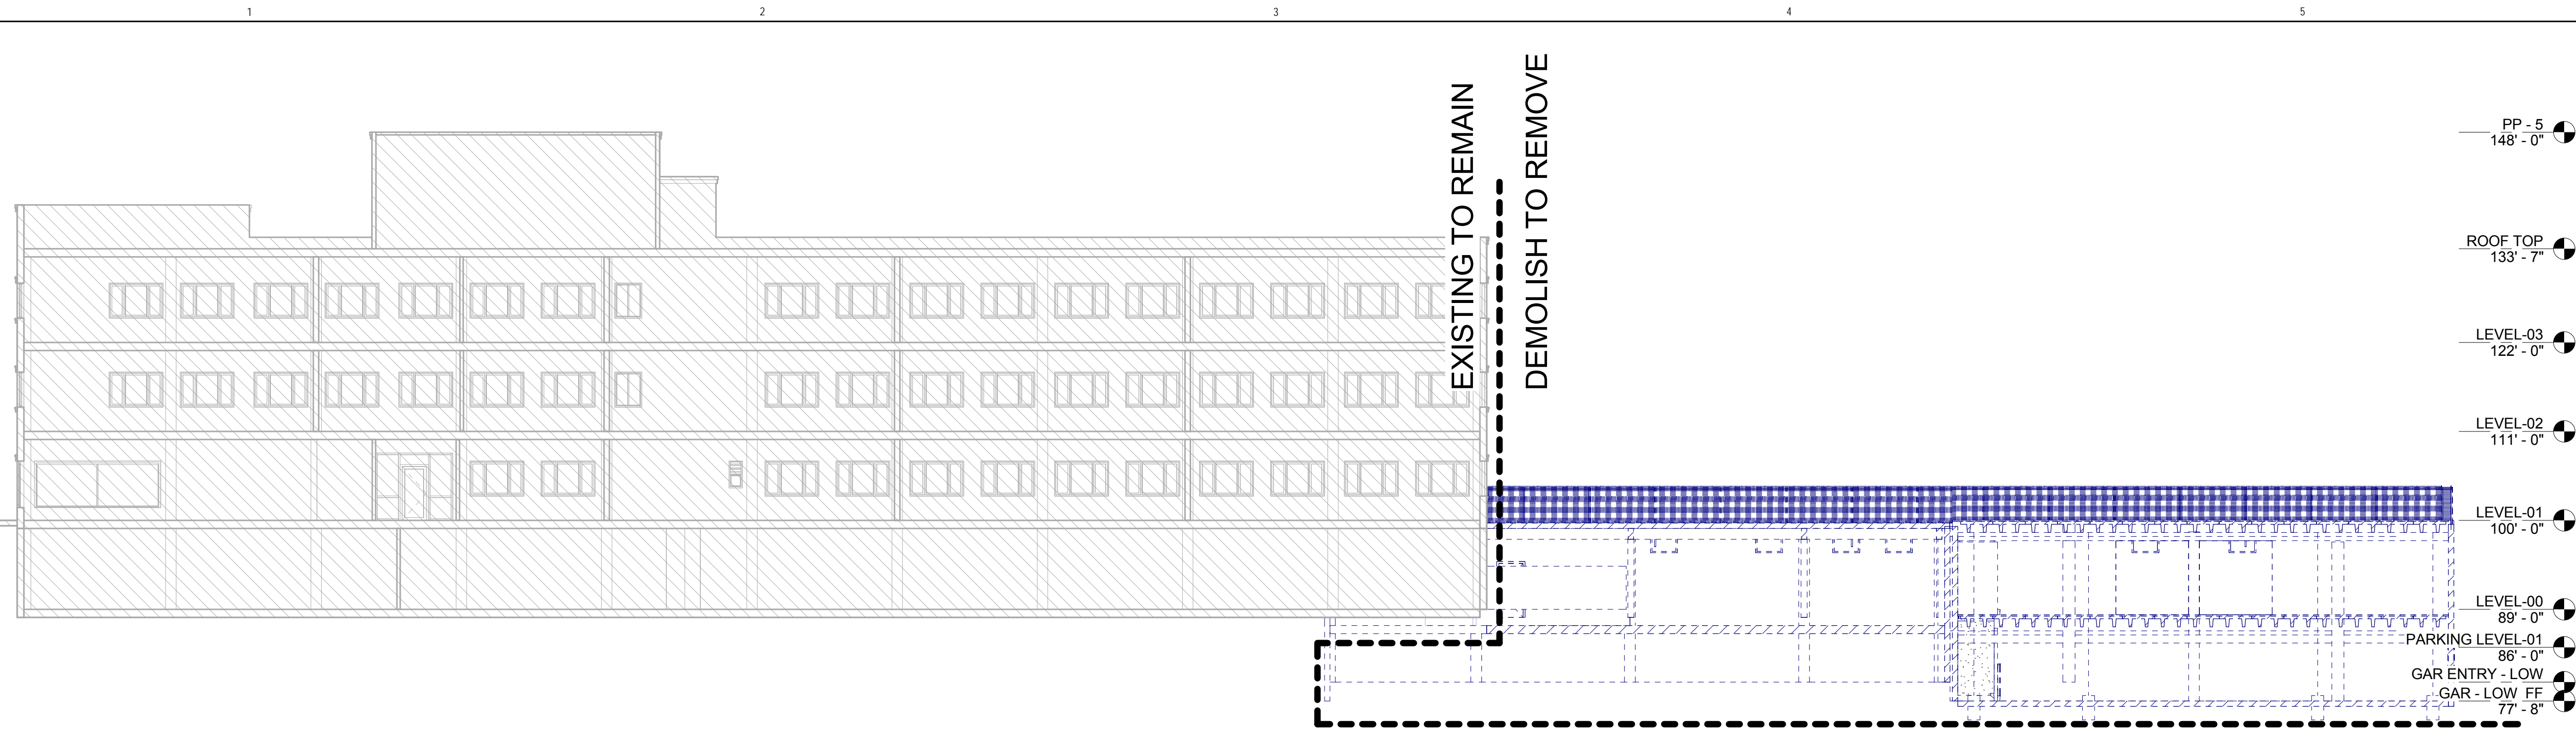 1
2
3
4
5
EXISTING TO REMAIN
DEMOLISH TO REMOVE
PP - 5
148' - 0"
ROOF TOP
133' - 7"
LEVEL-03
122' - 0"
LEVEL-02
111' - 0"
LEVEL-01
100' - 0"
LEVEL-00
89' - 0"
PARKING LEVEL-01
86' - 0"
GAR ENTRY - LOW
GAR - LOW FF
77' - 8"